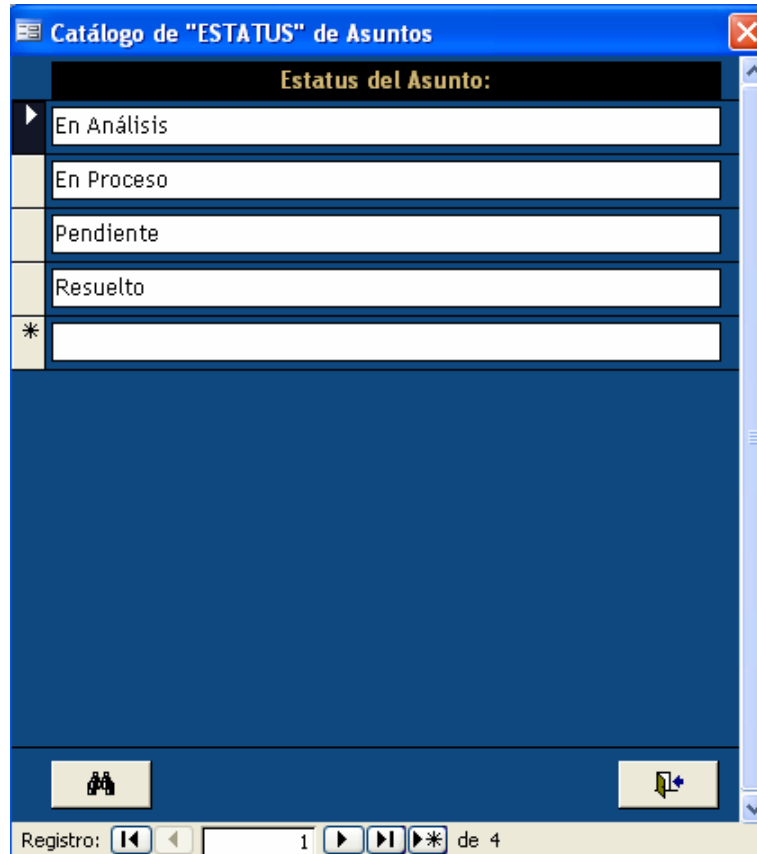 Catálogo de "ESTATUS" de Asuntos
Estatus del Asunto:
En Análisis
En Proceso
Pendiente
Resuelto
Registro: 1 de 4